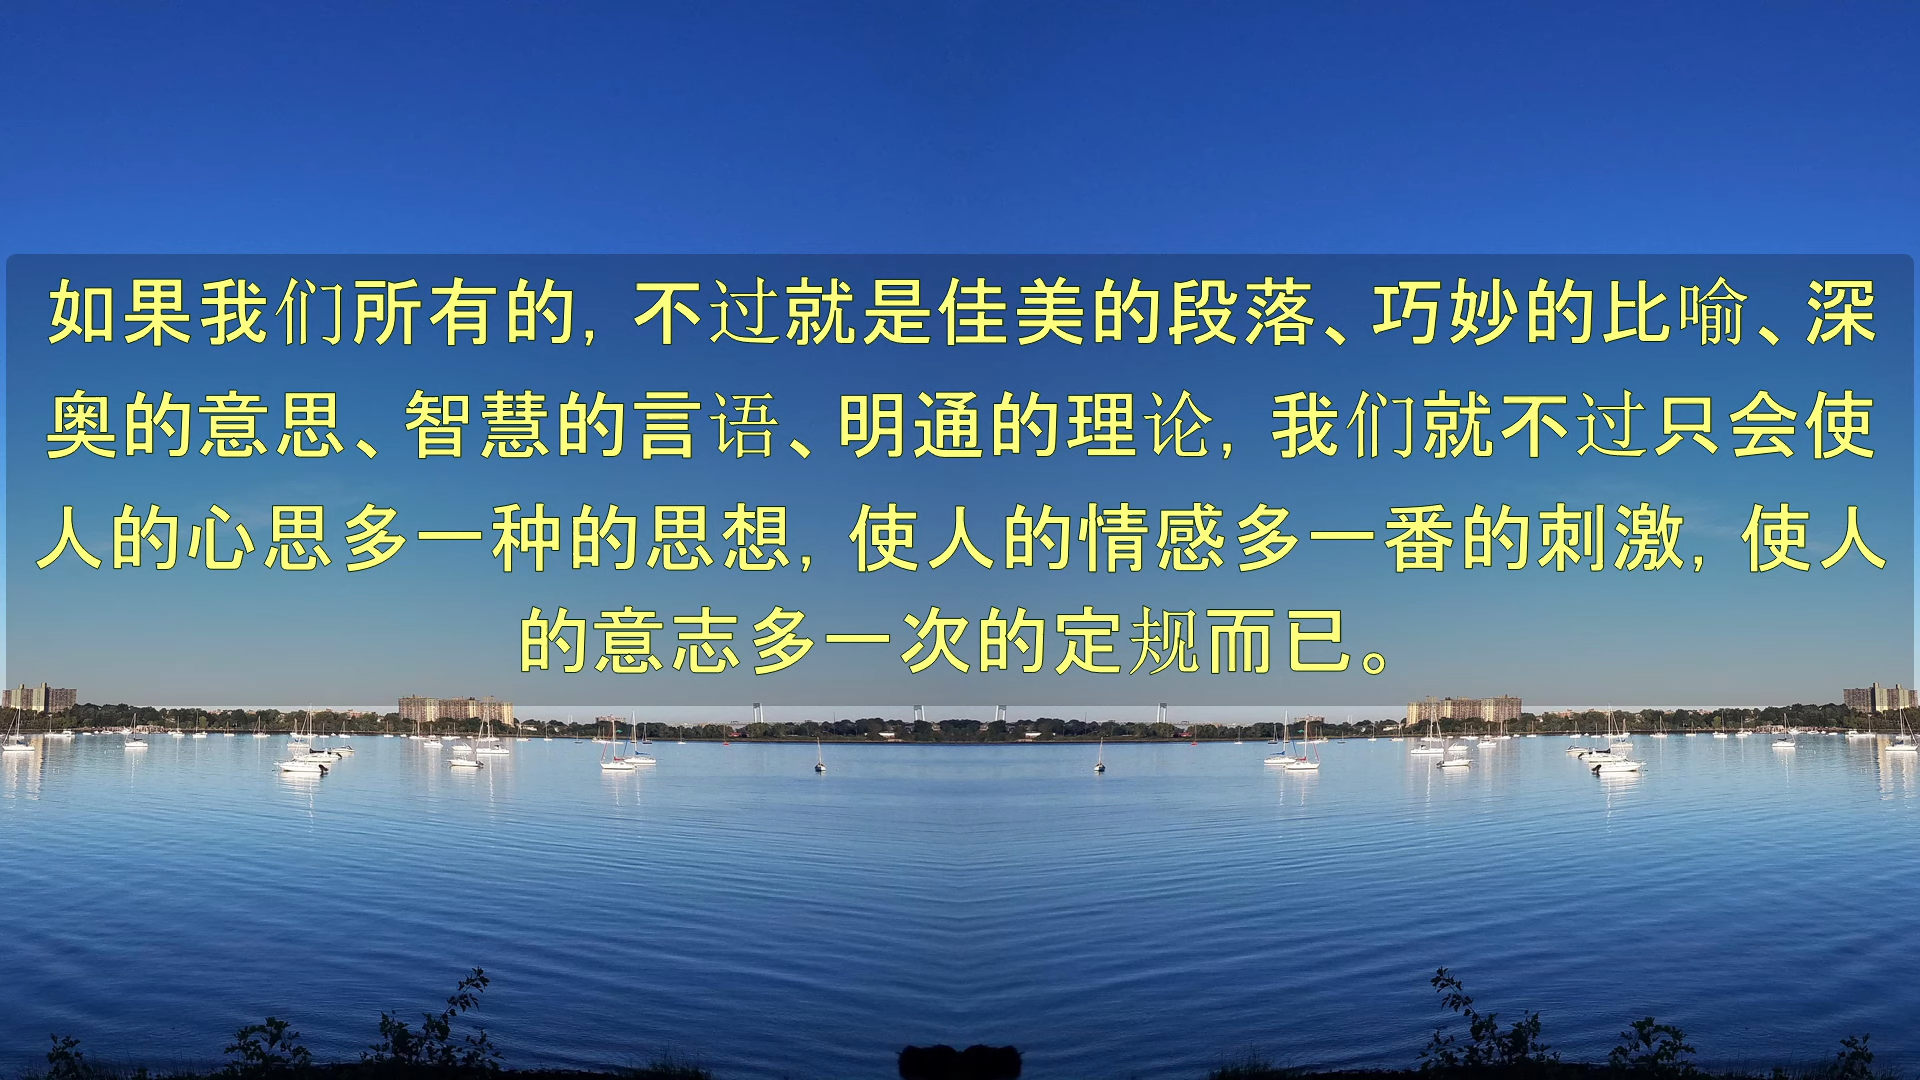 如果我们所有的, 不过就是佳美的段落、巧妙的比喻、深
奥的意思、智慧的言语、明通的理论, 我们就不过只会使
人的心思多一种的思想, 使人的情感多一番的刺激, 使人
的意志多一次的定规而已。